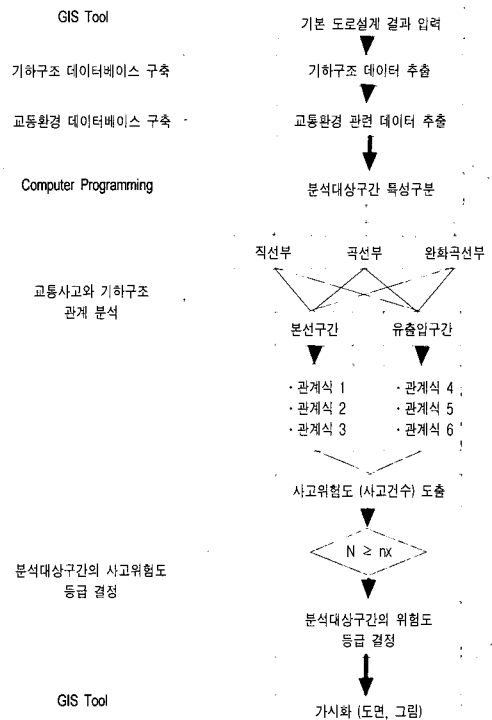 GIS Tool
기본 도로설계 결과 입력
기하구조 데이터베이스 구축
기하구조 데이터 추출
교통환경 데이터베이스 구축
교통환경 관련 데이터 추출
Computer Programming
분석대상구간 특성구분
직선부
곡선부
완화곡선부
교통사고와 기하구조
관계 분석
본선구간
유출입구간
· 관계식 1
· 관계식 2
· 관계식 3
· 관계식 4
· 관계식 5
· 관계식 6
사고위험도 (사고건수) 도출
N ≥ nx
분석대상구간의 사고위험도
등급 결정
분석대상구간의 위험도
등급 결정
GIS Tool
가시화 (도면, 그림)